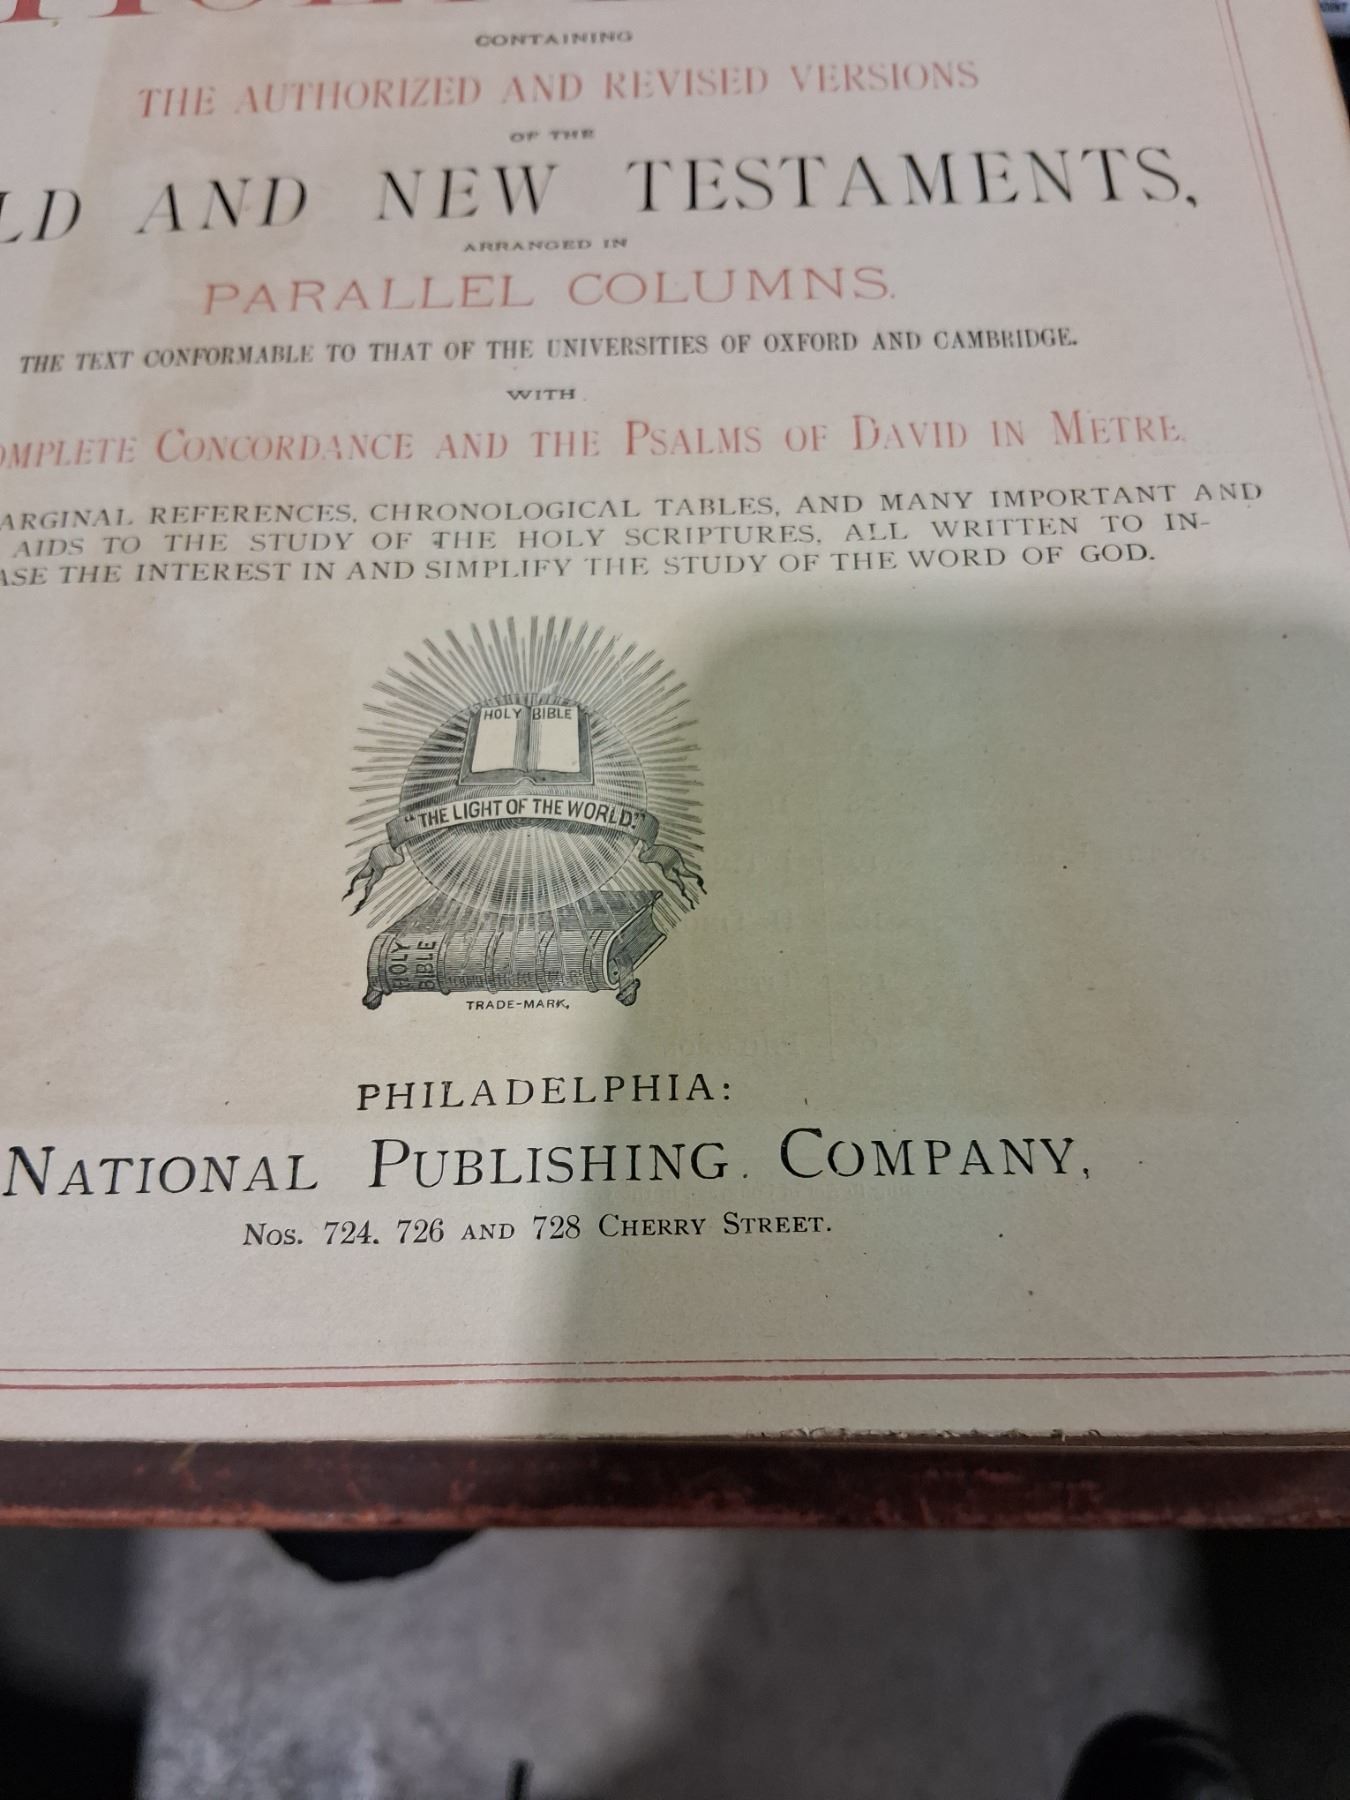 CONTAINING
THE AUTHORIZED AND REVISED VERSIONS
OF THE
LD AND NEW TESTAMENTS,
ARRANGED IN
PARALLEL COLUMNS.
THE TEXT CONFORMABLE TO THAT OF THE UNIVERSITIES OF OXFORD AND CAMBRIDGE.
WITH
OMPLETE CONCORDANCE AND THE PSALMS OF DAVID IN METRE.
ARGINAL REFERENCES, CHRONOLOGICAL TABLES, AND MANY IMPORTANT AND
AIDS TO THE STUDY OF THE HOLY SCRIPTURES, ALL WRITTEN TO IN-
ASE THE INTEREST IN AND SIMPLIFY THE STUDY OF THE WORD OF GOD.
HOLY BIBLE
"THE LIGHT OF THE WORLD."
HOLY
BIBLE
TRADE-MARK,
PHILADELPHIA:
NATIONAL PUBLISHING COMPANY,
Nos. 724. 726 AND 728 CHERRY STREET.